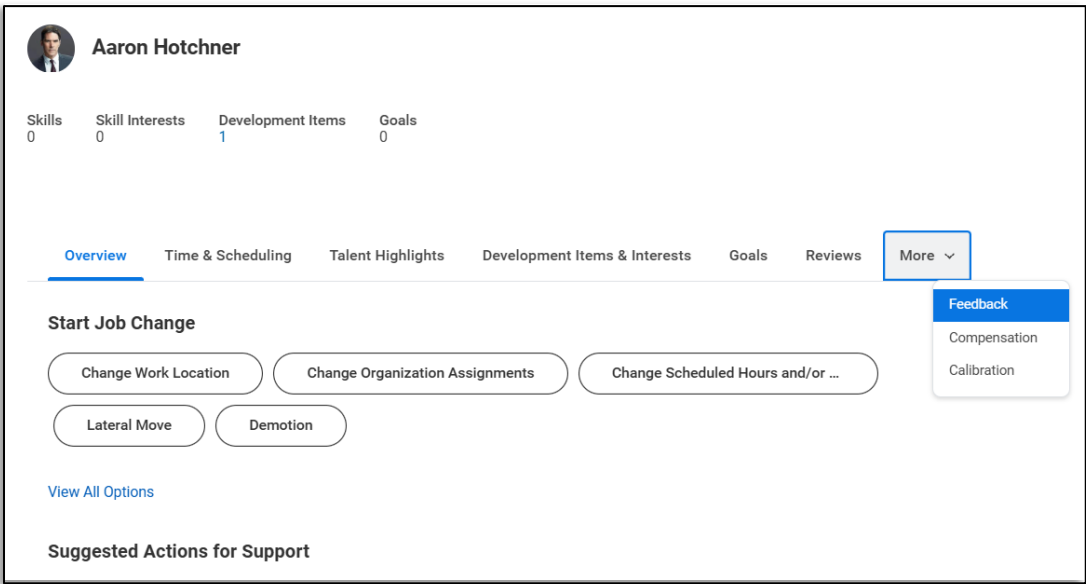 Aaron Hotchner
Skills Skill Interests Development Items Goals
0 0 1 0
Overview Time & Scheduling Talent Highlights Development Items & Interests Goals Reviews More
Feedback
Compensation
Calibration
Start Job Change
Change Work Location Change Organization Assignments Change Scheduled Hours and/or ...
Lateral Move Demotion
View All Options
Suggested Actions for Support